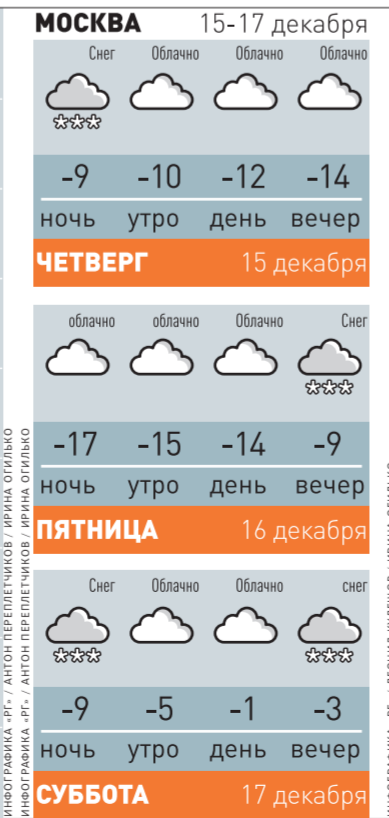 МОСКВА 15-17 декабря
Снег Облачно Облачно Облачно
-9 -10 -12 -14
ночь утро день вечер
ЧЕТВЕРГ 15 декабря
облачно облачно Облачно Снег
-17 -15 -14 -9
ночь утро день вечер
ПЯТНИЦА 16 декабря
Снег Облачно Облачно снег
-9 -5 -1 -3
ночь утро день вечер
СУББОТА 17 декабря
ИНФОГРАФИКА «РГ» / АНТОН ПЕРЕПЛЕТЧИКОВ / ИРИНА ОГИЛЬКО
ИНФОГРАФИКА «РГ» / АНТОН ПЕРЕПЛЕТЧИКОВ / ИРИНА ОГИЛЬКО